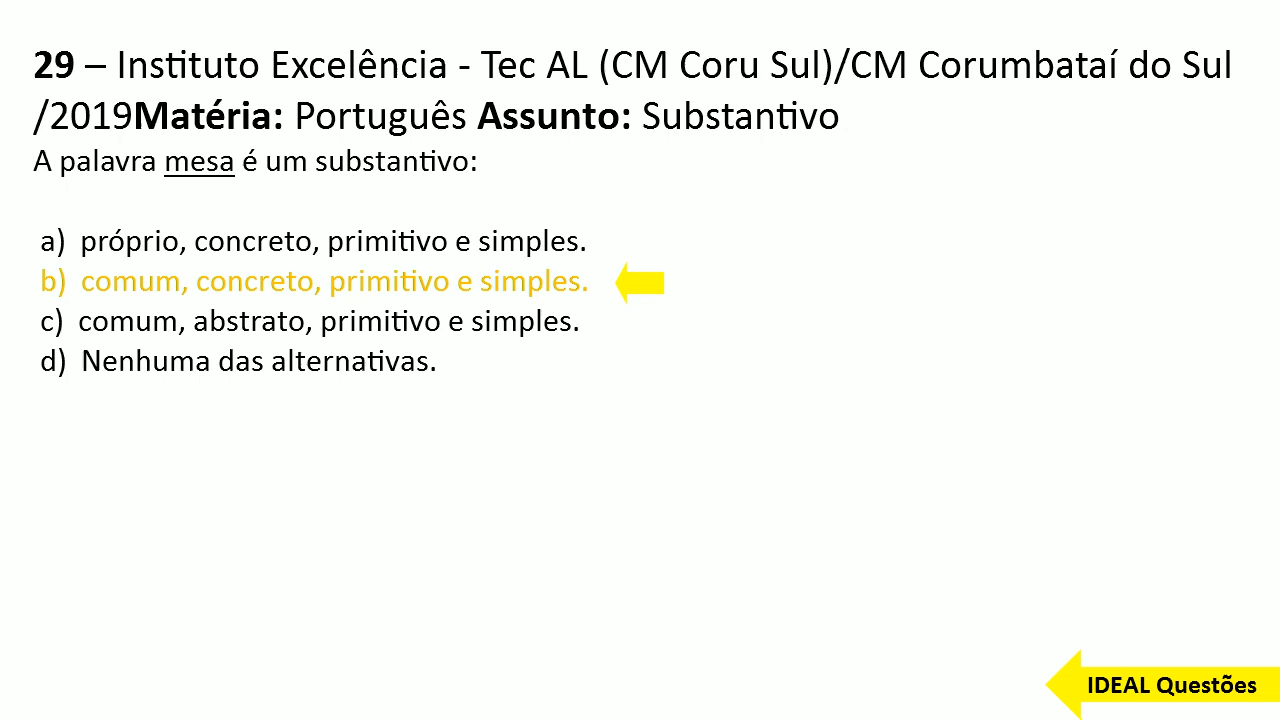 29 – Instituto Excelência - Tec AL (CM Coru Sul)/CM Corumbataí do Sul
/2019Matéria: Português Assunto: Substantivo
A palavra mesa é um substantivo:
a) próprio, concreto, primitivo e simples.
b) comum, concreto, primitivo e simples.
c) comum, abstrato, primitivo e simples.
d) Nenhuma das alternativas.
IDEAL Questões